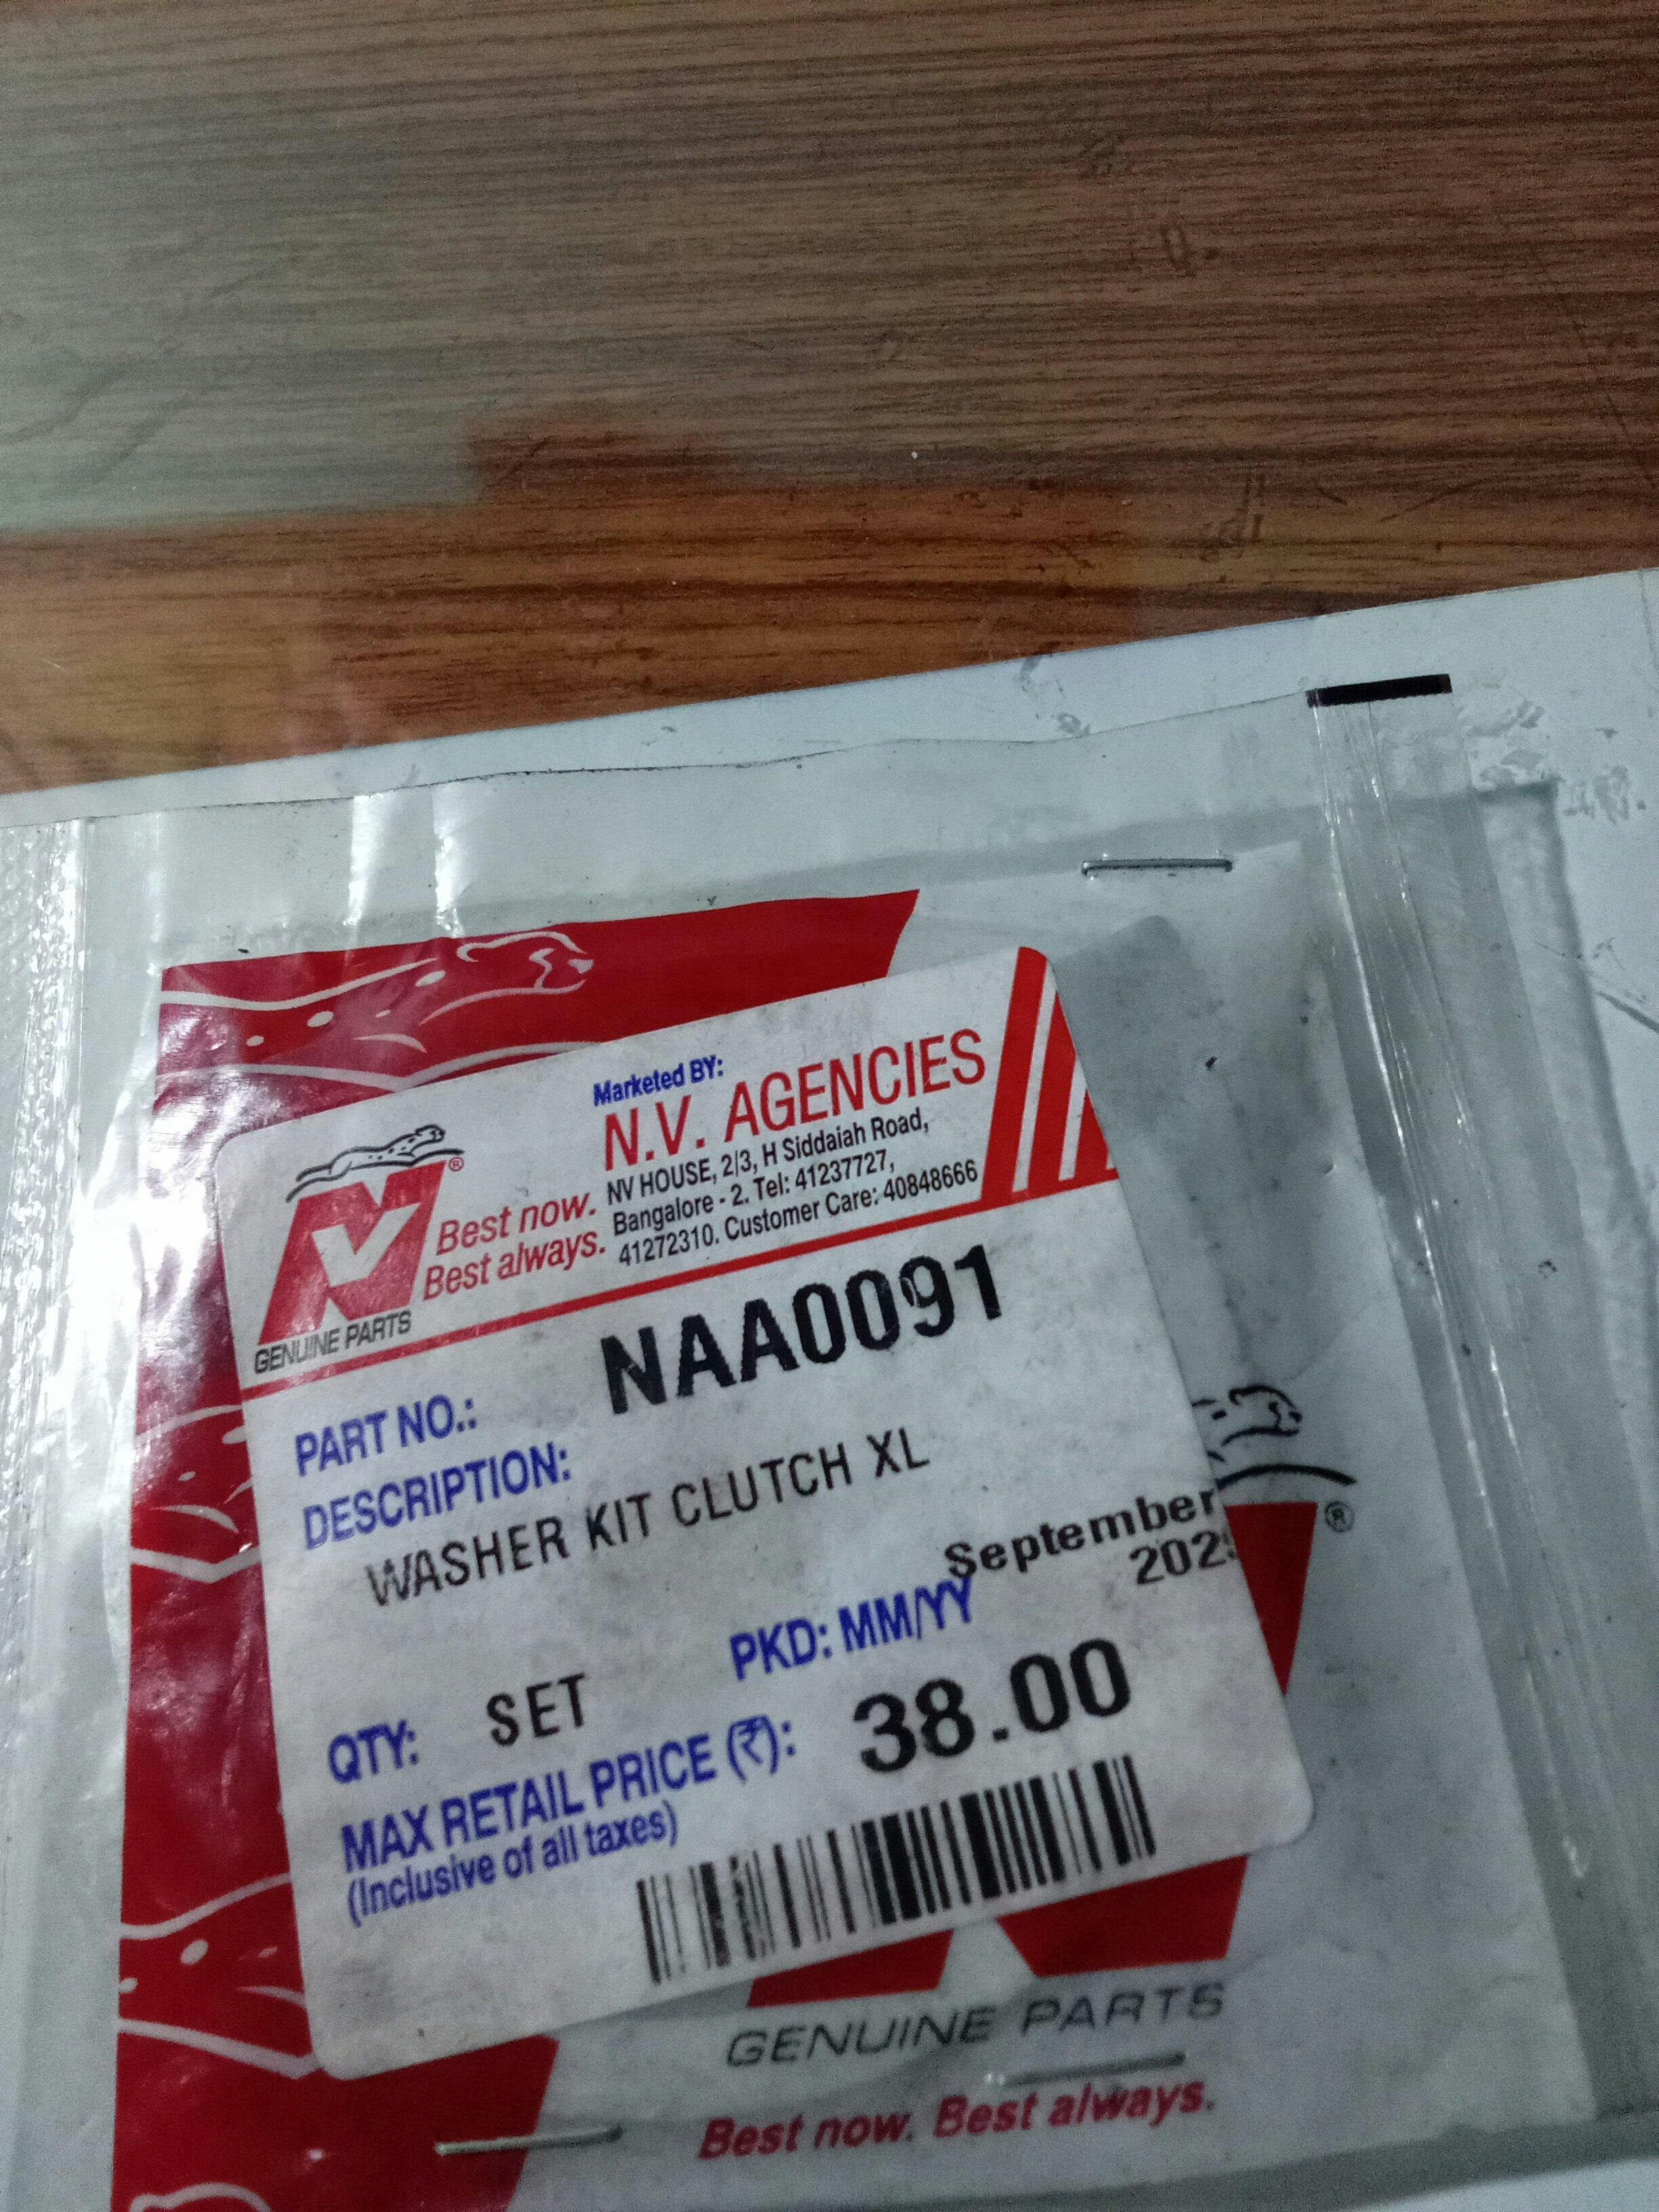 Marketed BY:
N.V. AGENCIES
NV HOUSE, 2/3, H Siddaiah Road,
Bangalore - 2. Tel: 41237727,
41272310. Customer Care: 40848666
NV ®
Best now.
Best always.
GENUINE PARTS
PART NO.: NAA0091
DESCRIPTION:
WASHER KIT CLUTCH XL
September
PKD: MM/YY
QTY: SET
MAX RETAIL PRICE (₹): 38.00
(Inclusive of all taxes)
®
GENUINE PARTS
Best now. Best always.